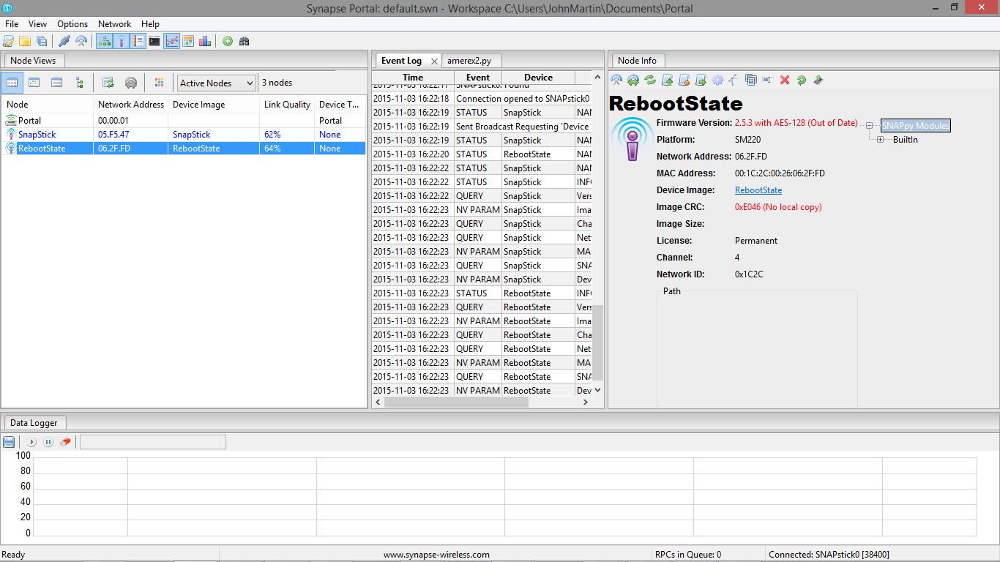 Synapse Portal: default.swn - Workspace C:\Users\JohnMartin\Documents\Portal
File View Options Network Help
Node Views
Active Nodes 3 nodes
Node Network Address Device Image Link Quality Device T...
Portal 00.00.01 Portal
SnapStick 05.F5.47 SnapStick 62% None
RebootState 06.2F.FD RebootState 64% None
Event Log amerex2.py
Time Event Device
2015-11-03 16:22:17 SNAPstick0: Found
2015-11-03 16:22:18 Connection opened to SNAPstick0
2015-11-03 16:22:19 STATUS SnapStick NAN
2015-11-03 16:22:19 Sent Broadcast Requesting 'Device
2015-11-03 16:22:19 STATUS SnapStick NAN
2015-11-03 16:22:20 STATUS RebootState NAN
2015-11-03 16:22:22 STATUS SnapStick NAN
2015-11-03 16:22:22 STATUS SnapStick INFO
2015-11-03 16:22:22 QUERY SnapStick Vers
2015-11-03 16:22:23 NV PARAM SnapStick Ima
2015-11-03 16:22:23 QUERY SnapStick Cha
2015-11-03 16:22:23 QUERY SnapStick Net
2015-11-03 16:22:23 NV PARAM SnapStick MA
2015-11-03 16:22:23 QUERY SnapStick SNA
2015-11-03 16:22:23 NV PARAM SnapStick Dev
2015-11-03 16:22:23 STATUS RebootState INFO
2015-11-03 16:22:23 QUERY RebootState Vers
2015-11-03 16:22:23 NV PARAM RebootState Ima
2015-11-03 16:22:23 QUERY RebootState Cha
2015-11-03 16:22:23 QUERY RebootState Net
2015-11-03 16:22:23 NV PARAM RebootState MA
2015-11-03 16:22:23 QUERY RebootState SNA
2015-11-03 16:22:23 NV PARAM RebootState Dev
Node Info
RebootState
Firmware Version: 2.5.3 with AES-128 (Out of Date)
Platform: SM220
Network Address: 06.2F.FD
MAC Address: 00:1C:2C:00:26:06:2F:FD
Device Image: RebootState
Image CRC: 0xE046 (No local copy)
Image Size:
License: Permanent
Channel: 4
Network ID: 0x1C2C
Path
SNAPpy Modules
BuiltIn
Data Logger
100
80
60
40
20
0
Ready www.synapse-wireless.com RPCs in Queue: 0 Connected: SNAPstick0 [38400]